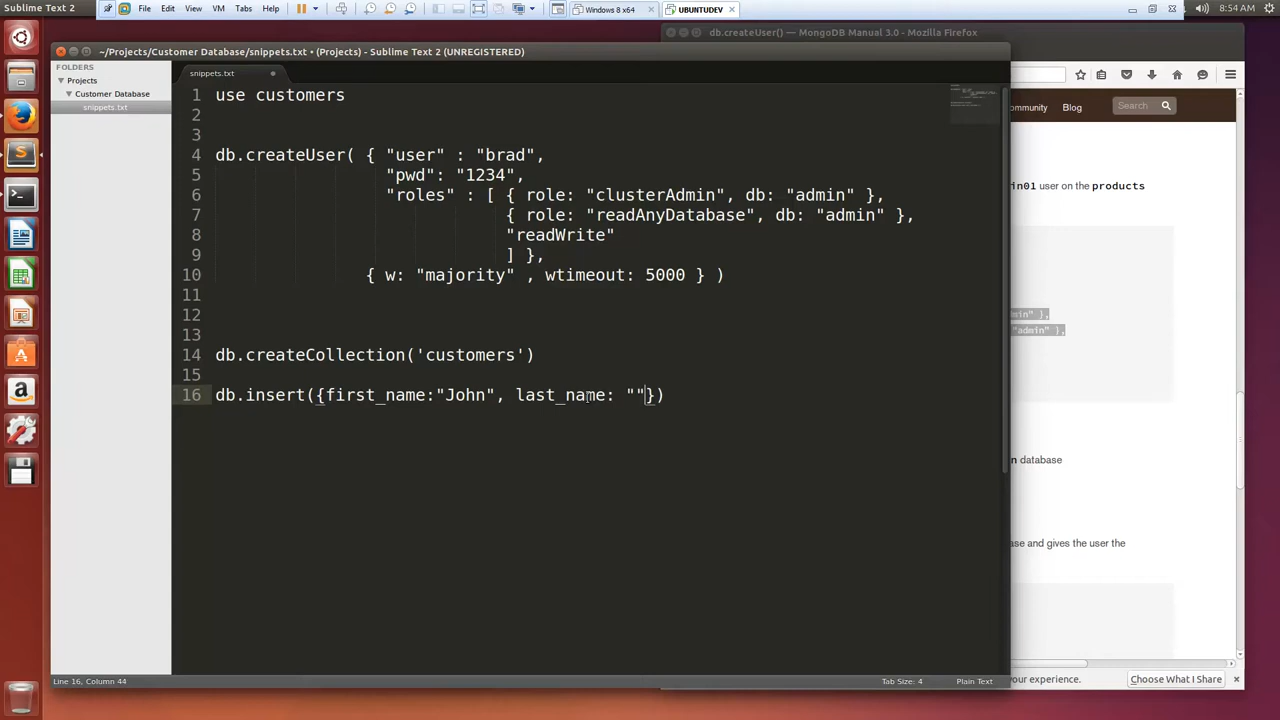 Sublime Text 2
File Edit View VM Tabs Help
Windows 8 x64
UBUNTUDEV
8:54 AM
db.createUser() — MongoDB Manual 3.0 - Mozilla Firefox
~/Projects/Customer Database/snippets.txt • (Projects) - Sublime Text 2 (UNREGISTERED)
FOLDERS
Projects
Customer Database
snippets.txt
snippets.txt
1 use customers
2
3
4 db.createUser( { "user" : "brad",
5 "pwd": "1234",
6 "roles" : [ { role: "clusterAdmin", db: "admin" },
7 { role: "readAnyDatabase", db: "admin" },
8 "readWrite"
9 ] },
10 { w: "majority" , wtimeout: 5000 } )
11
12
13
14 db.createCollection('customers')
15
16 db.insert({first_name:"John", last_name: ""})
Blog
Search
user on the products
" },
"admin" },
database
and gives the user the
your experience.
Choose What I Share
Line 16, Column 44
Tab Size: 4
Plain Text